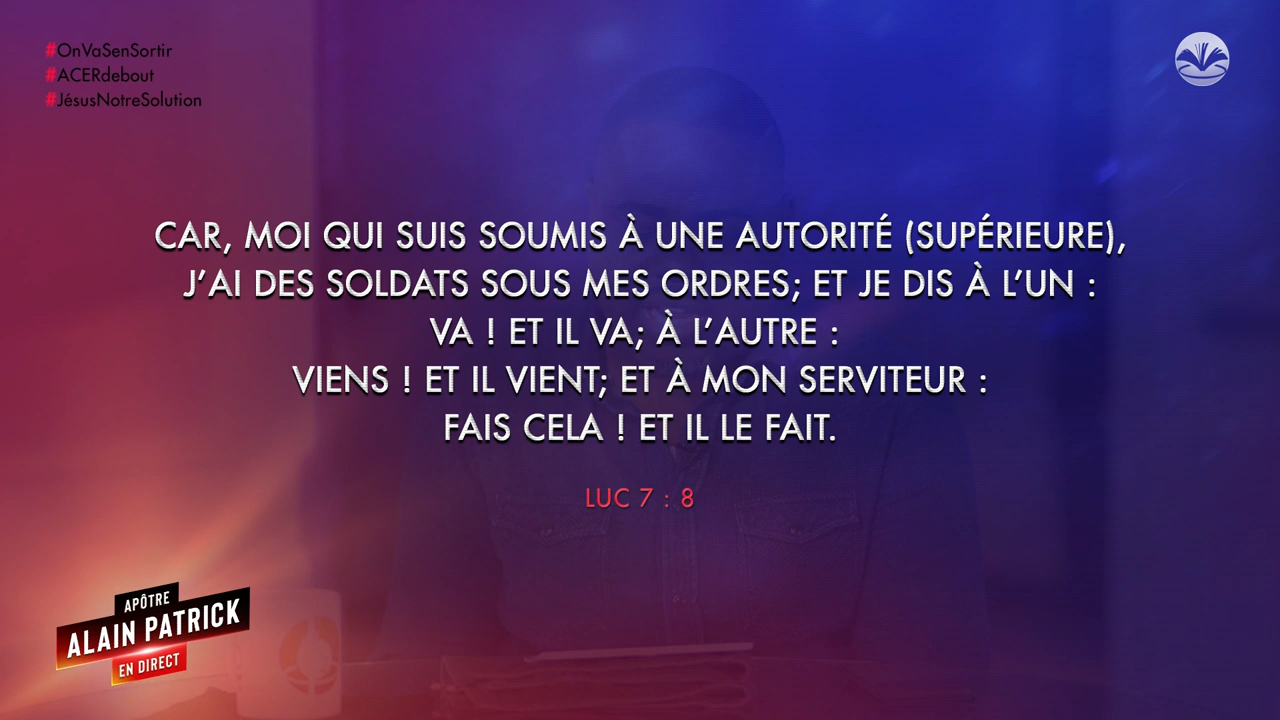 #OnVaSenSortir
#ACERdebout
#JésusNotreSolution
CAR, MOI QUI SUIS SOUMIS À UNE AUTORITÉ (SUPÉRIEURE),
J’AI DES SOLDATS SOUS MES ORDRES; ET JE DIS À L’UN :
VA ! ET IL VA; À L’AUTRE :
VIENS ! ET IL VIENT; ET À MON SERVITEUR :
FAIS CELA ! ET IL LE FAIT.
LUC 7 : 8
APÔTRE
ALAIN PATRICK
EN DIRECT